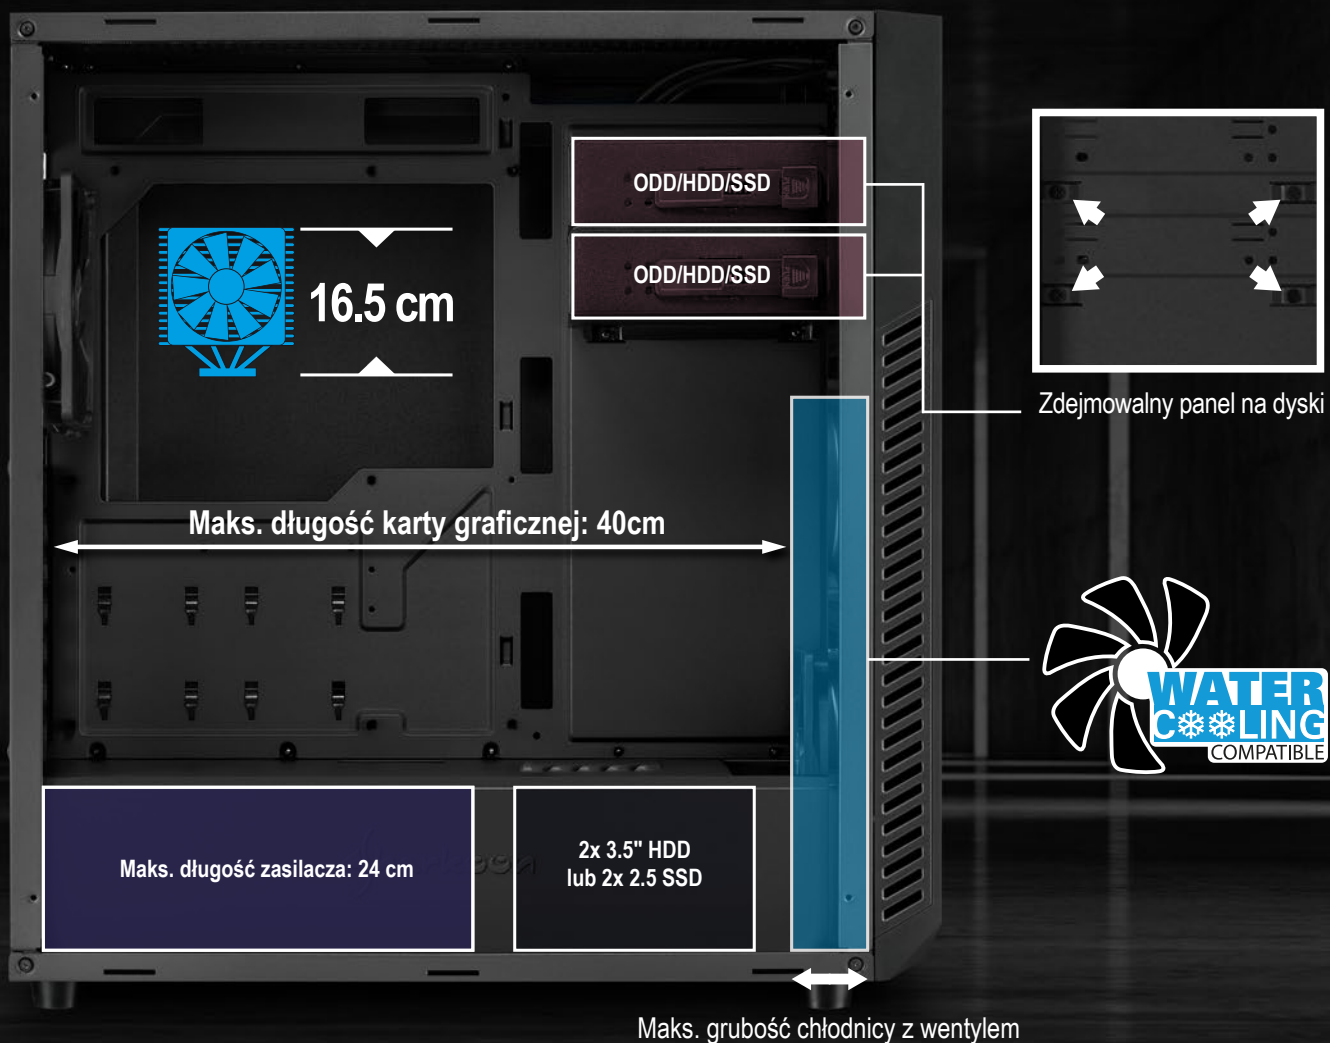 ODD/HDD/SSD
ODD/HDD/SSD
16.5 cm
Zdejmowalny panel na dyski
Maks. długość karty graficznej: 40cm
WATER
COOLING
COMPATIBLE
Maks. długość zasilacza: 24 cm
2x 3.5" HDD
lub 2x 2.5 SSD
Maks. grubość chłodnicy z wentylem